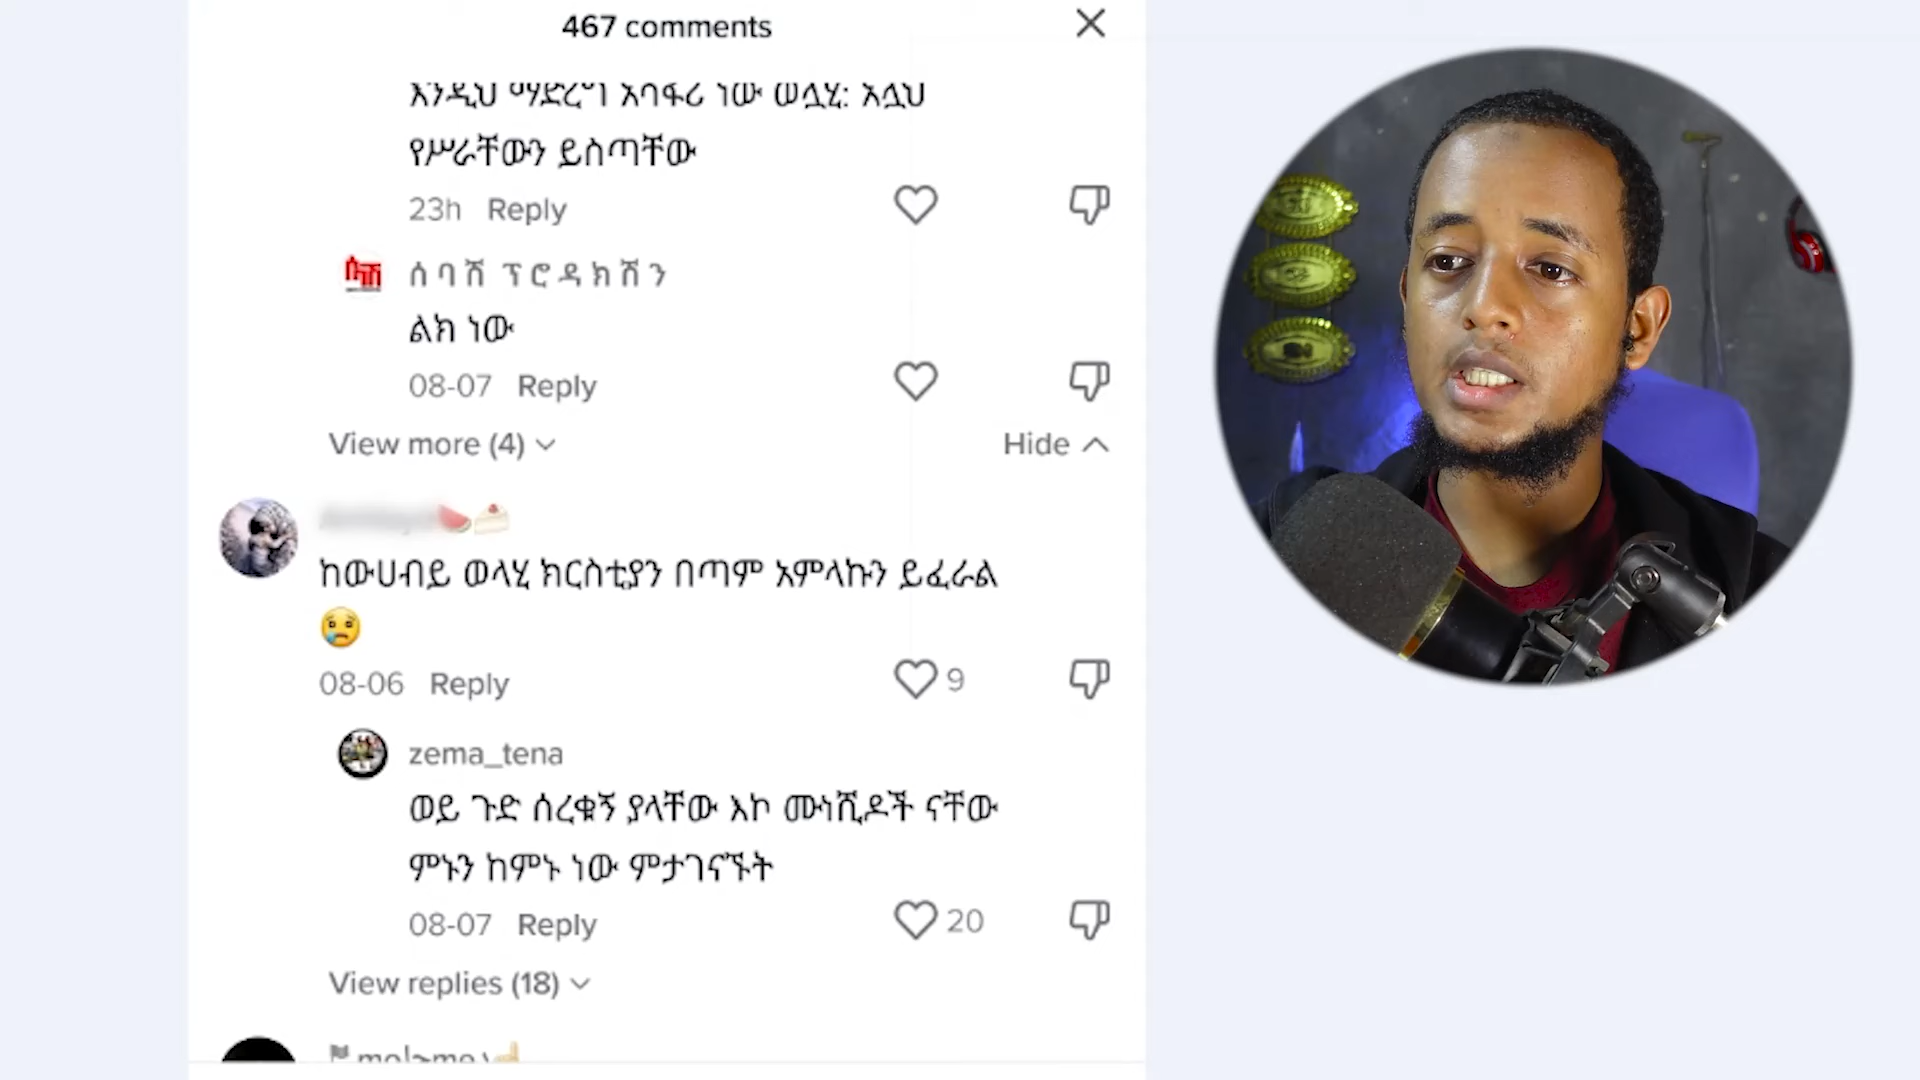 467 comments
እንዲህ ማድረግ አሳፋሪ ነው ወሏሂ: አሏህ
የሥራቸውን ይስጣቸው
23h Reply
ሰባሽ ፕሮዳክሽን
ልክ ነው
08-07 Reply
View more (4)
Hide
ከውሀብይ ወላሂ ክርስቲያን በጣም አምላኩን ይፈራል
08-06 Reply
9
zema_tena
ወይ ጉድ ሰረቁኝ ያላቸው እኮ ሙነሺዶች ናቸው
ምኑን ከምኑ ነው ምታገናኙት
08-07 Reply
20
View replies (18)